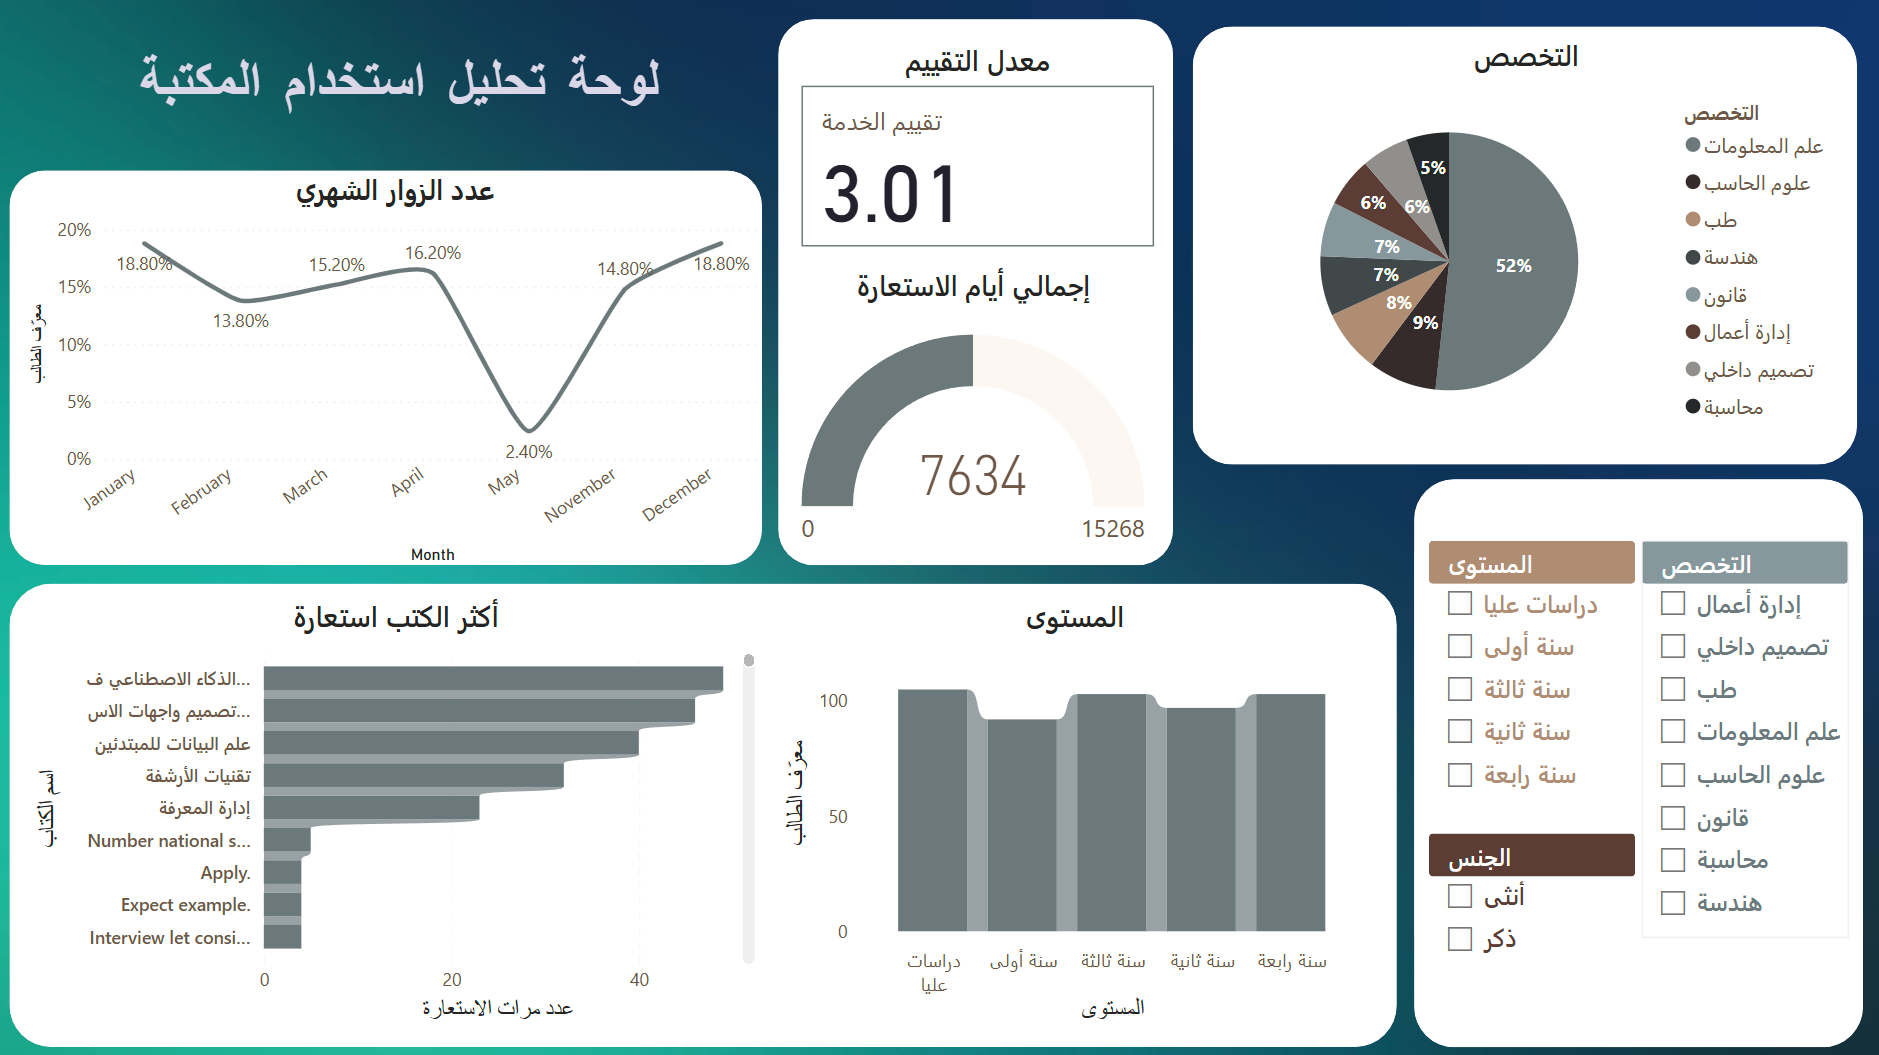 لوحة تحليل استخدام المكتبة
عدد الزوار الشهري
معرّف الطالب
20%
15%
10%
5%
0%
18.80%
13.80%
15.20%
16.20%
2.40%
14.80%
18.80%
January
February
March
April
May
November
December
Month
معدل التقييم
تقييم الخدمة
3.01
إجمالي أيام الاستعارة
7634
0
15268
التخصص
52%
9%
8%
7%
7%
6%
6%
5%
التخصص
علم المعلومات
علوم الحاسب
طب
هندسة
قانون
إدارة أعمال
تصميم داخلي
محاسبة
أكثر الكتب استعارة
اسم الكتاب
الذكاء الاصطناعي ف...
تصميم واجهات الاس...
علم البيانات للمبتدئين
تقنيات الأرشفة
إدارة المعرفة
Number national s...
Apply.
Expect example.
Interview let consi...
0
20
40
عدد مرات الاستعارة
المستوى
معرّف الطالب
100
50
0
دراسات
عليا
سنة أولى
سنة ثالثة
سنة ثانية
سنة رابعة
المستوى
المستوى
دراسات عليا
سنة أولى
سنة ثالثة
سنة ثانية
سنة رابعة
الجنس
أنثى
ذكر
التخصص
إدارة أعمال
تصميم داخلي
طب
علم المعلومات
علوم الحاسب
قانون
محاسبة
هندسة